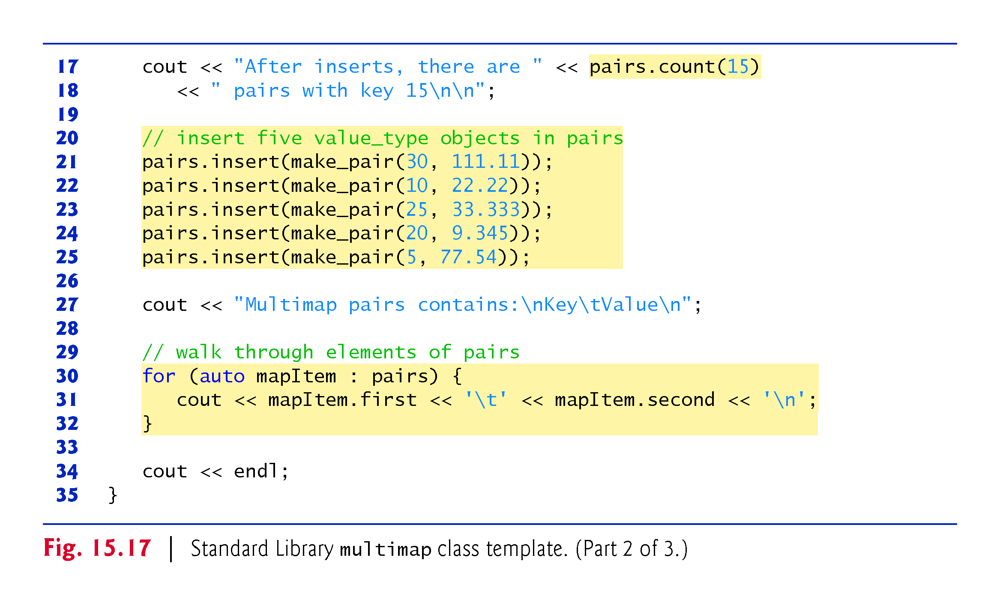 17 cout << "After inserts, there are " << pairs.count(15)
18 << " pairs with key 15\n\n";
19
20 // insert five value_type objects in pairs
21 pairs.insert(make_pair(30, 111.11));
22 pairs.insert(make_pair(10, 22.22));
23 pairs.insert(make_pair(25, 33.333));
24 pairs.insert(make_pair(20, 9.345));
25 pairs.insert(make_pair(5, 77.54));
26
27 cout << "Multimap pairs contains:\nKey\tValue\n";
28
29 // walk through elements of pairs
30 for (auto mapItem : pairs) {
31 cout << mapItem.first << '\t' << mapItem.second << '\n';
32 }
33
34 cout << endl;
35 }
Fig. 15.17 | Standard Library multimap class template. (Part 2 of 3.)